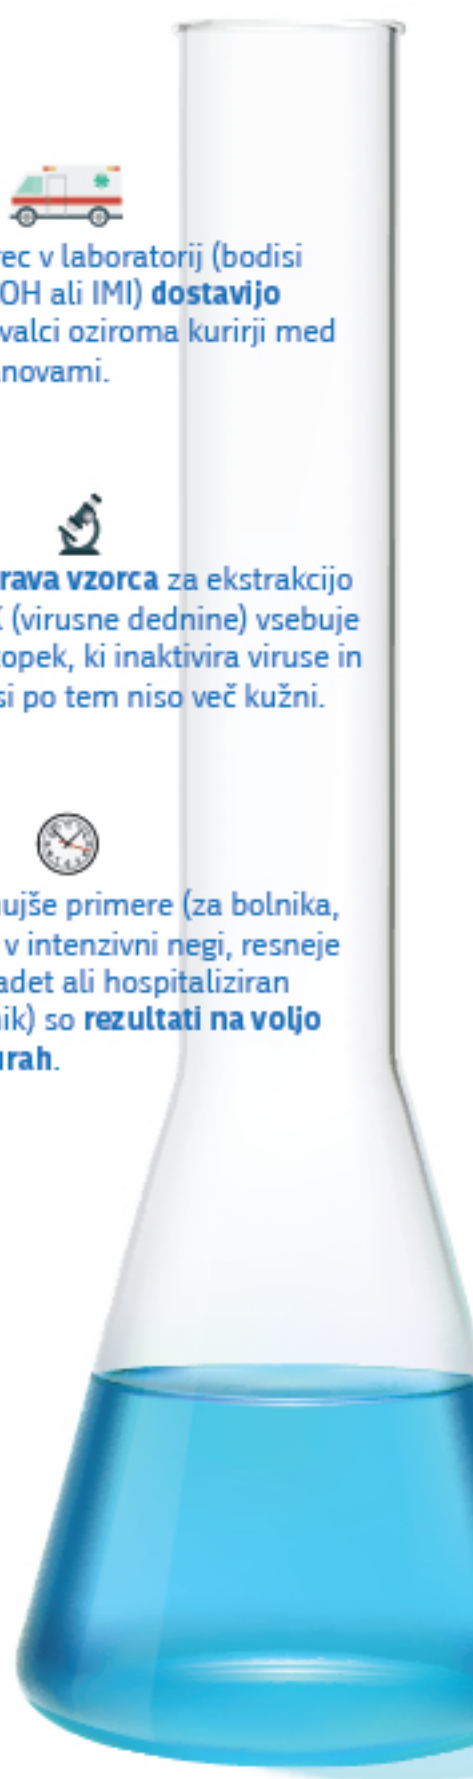 rec v laboratorij (bodisi
OH ali IMI) dostavijo
valci oziroma kurirji med
novami.
rava vzorca za ekstrakcijo
(virusne dednine) vsebuje
topek, ki inaktivira viruse in
si po tem niso več kužni.
nujše primere (za bolnika,
v intenzivni negi, resneje
adet ali hospitaliziran
nik) so rezultati na voljo
urah.